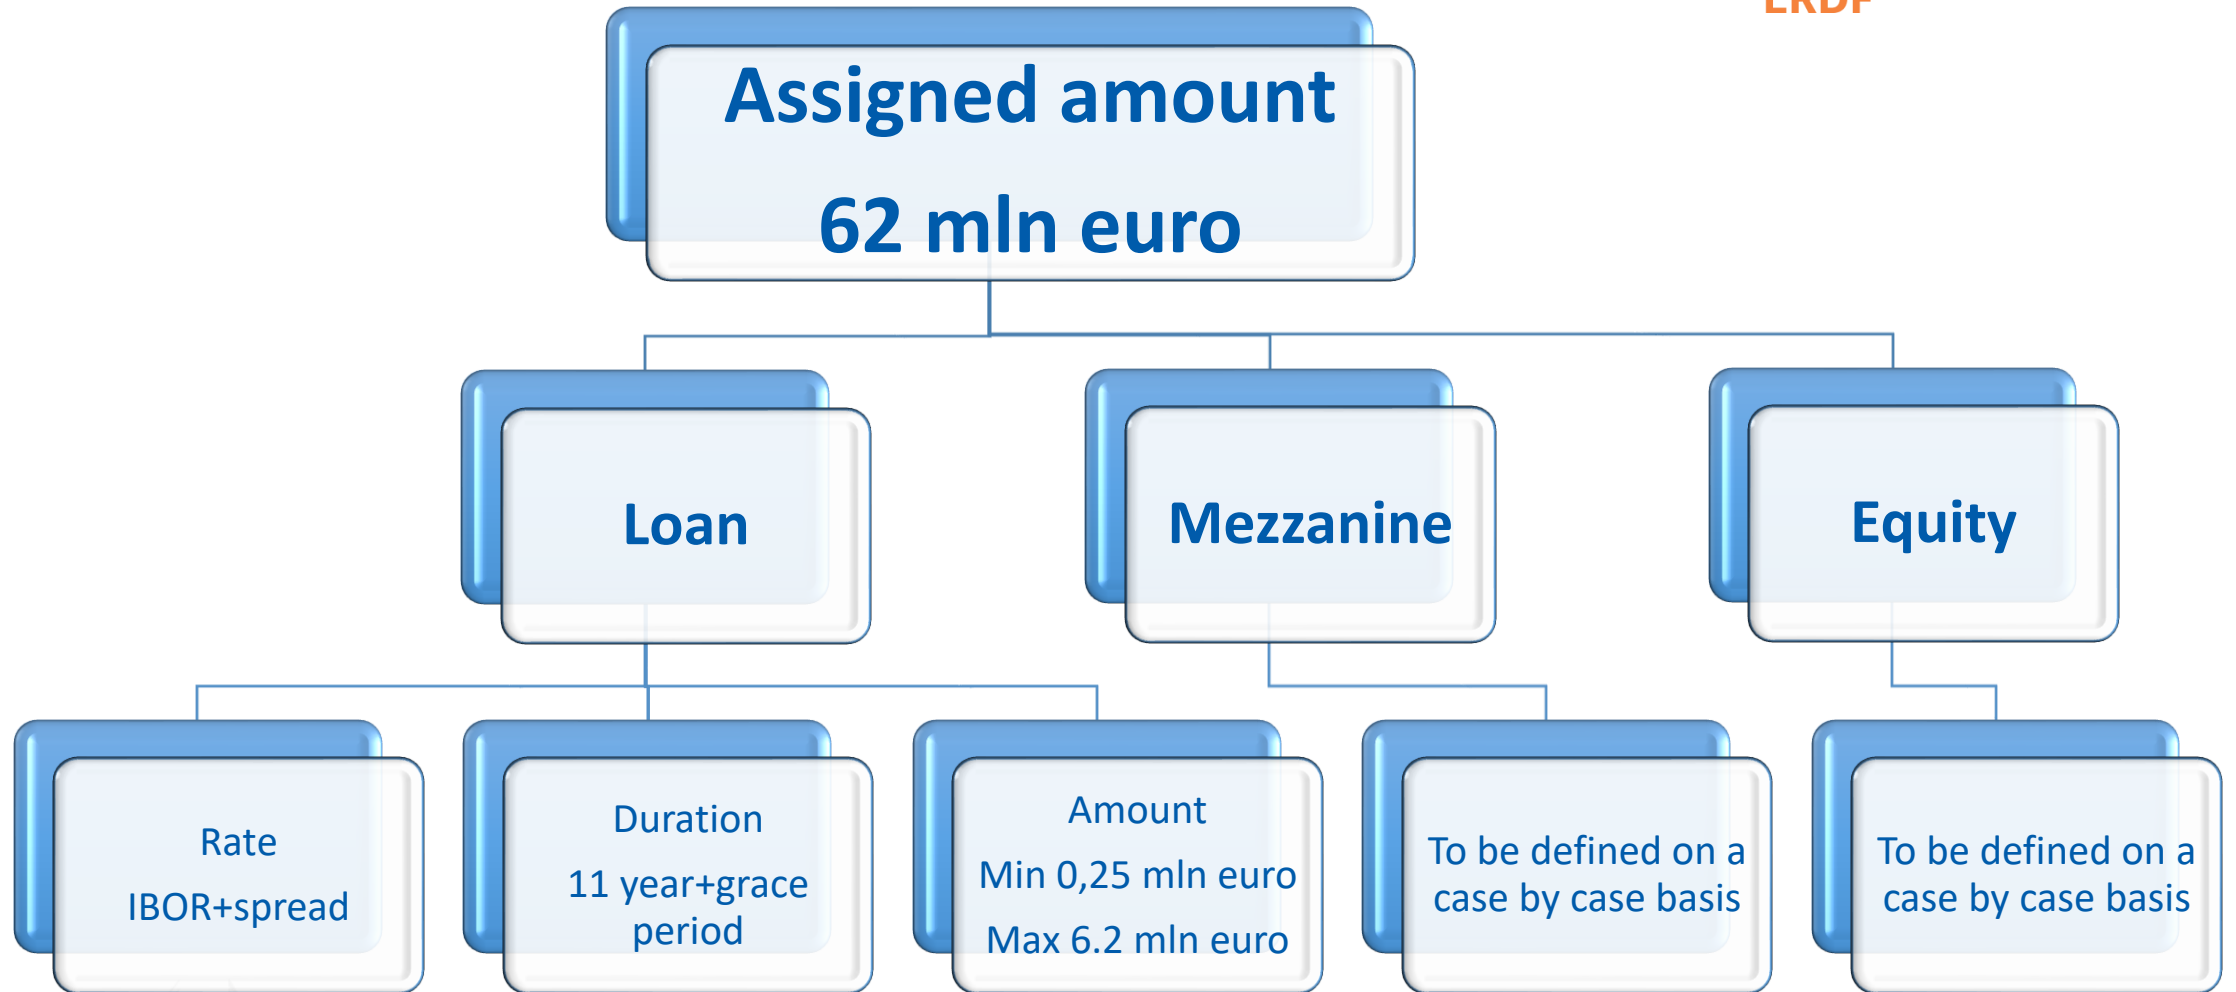 ERDF
Assigned amount
62 mln euro
Loan
Mezzanine
Equity
Rate
IBOR+spread
Duration
11 year+grace
period
Amount
Min 0,25 mln euro
Max 6.2 mln euro
To be defined on a
case by case basis
To be defined on a
case by case basis